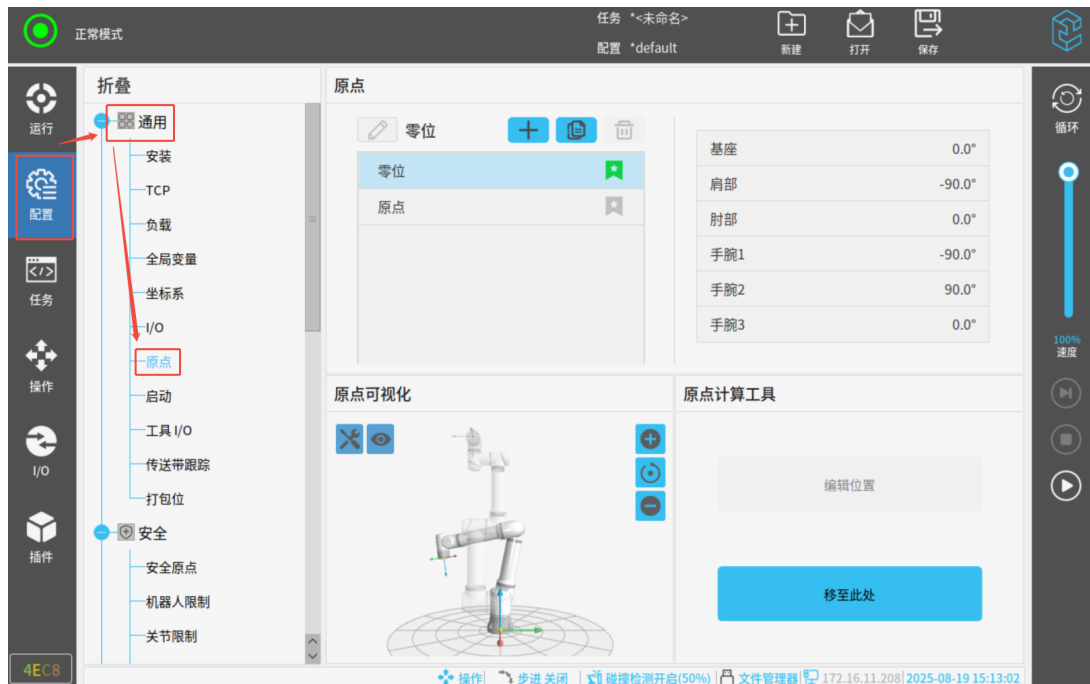 正常模式
任务 *<未命名>
配置 *default
新建
打开
保存
运行
配置
任务
操作
I/O
插件
4EC8
折叠
通用
安装
TCP
负载
全局变量
坐标系
I/O
原点
启动
工具 I/O
传送带跟踪
打包位
安全
安全原点
机器人限制
关节限制
原点
零位
零位
原点
基座 0.0°
肩部 -90.0°
肘部 0.0°
手腕1 -90.0°
手腕2 90.0°
手腕3 0.0°
原点可视化
原点计算工具
编辑位置
移至此处
循环
100%
速度
操作 步进 关闭 碰撞检测开启(50%) 文件管理器 172.16.11.208 2025-08-19 15:13:02